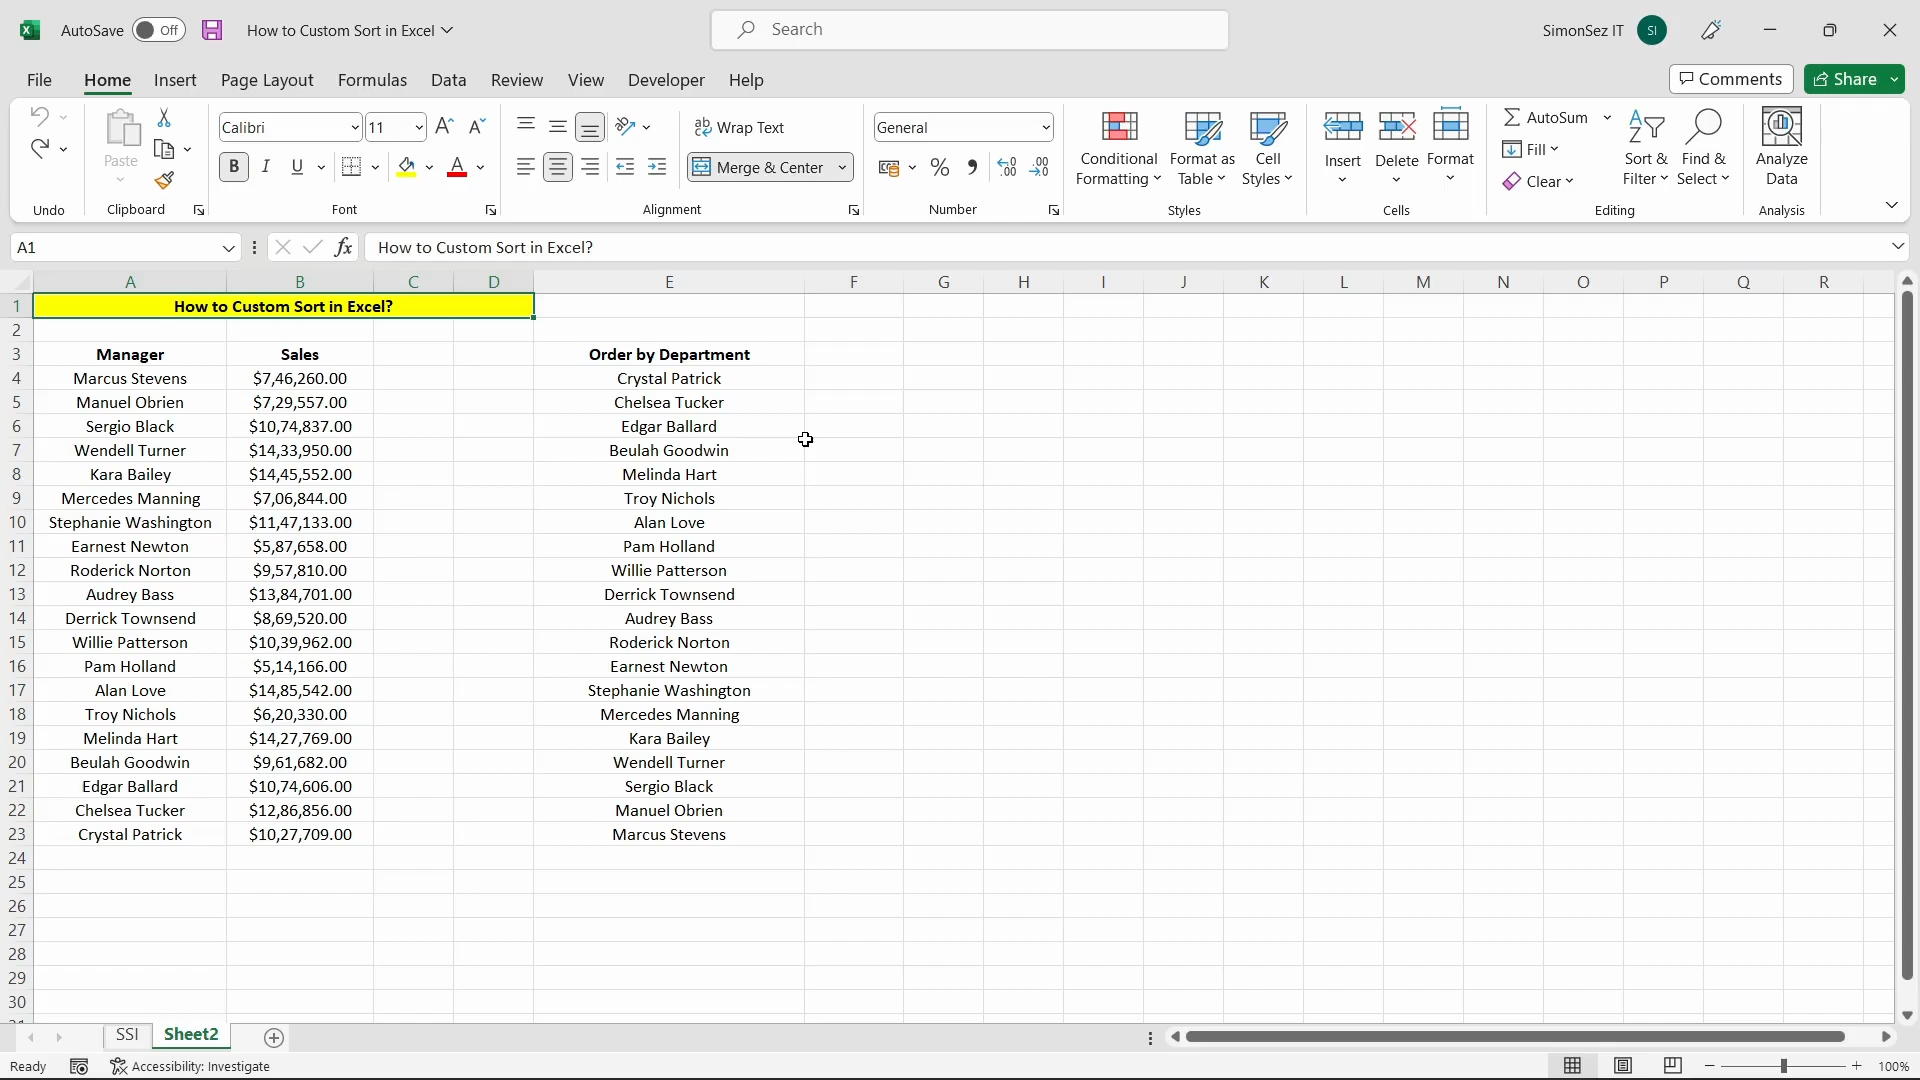 AutoSave Off How to Custom Sort in Excel Search SimonSez IT SI
File Home Insert Page Layout Formulas Data Review View Developer Help Comments Share
Paste
Undo
Clipboard
Calibri 11
B I U A
Font
Wrap Text
Merge & Center
Alignment
General
% 9 .00
Number
Conditional Formatting
Format as Table
Cell Styles
Styles
Insert Delete Format
Cells
AutoSum
Fill
Clear
Sort & Filter
Find & Select
Editing
Analyze Data
Analysis
A1 fx How to Custom Sort in Excel?
A B C D E F G H I J K L M N O P Q R
1 How to Custom Sort in Excel?
2
3 Manager Sales Order by Department
4 Marcus Stevens $7,46,260.00 Crystal Patrick
5 Manuel Obrien $7,29,557.00 Chelsea Tucker
6 Sergio Black $10,74,837.00 Edgar Ballard
7 Wendell Turner $14,33,950.00 Beulah Goodwin
8 Kara Bailey $14,45,552.00 Melinda Hart
9 Mercedes Manning $7,06,844.00 Troy Nichols
10 Stephanie Washington $11,47,133.00 Alan Love
11 Earnest Newton $5,87,658.00 Pam Holland
12 Roderick Norton $9,57,810.00 Willie Patterson
13 Audrey Bass $13,84,701.00 Derrick Townsend
14 Derrick Townsend $8,69,520.00 Audrey Bass
15 Willie Patterson $10,39,962.00 Roderick Norton
16 Pam Holland $5,14,166.00 Earnest Newton
17 Alan Love $14,85,542.00 Stephanie Washington
18 Troy Nichols $6,20,330.00 Mercedes Manning
19 Melinda Hart $14,27,769.00 Kara Bailey
20 Beulah Goodwin $9,61,682.00 Wendell Turner
21 Edgar Ballard $10,74,606.00 Sergio Black
22 Chelsea Tucker $12,86,856.00 Manuel Obrien
23 Crystal Patrick $10,27,709.00 Marcus Stevens
24
25
26
27
28
29
30
SSI Sheet2
Ready Accessibility: Investigate 100%